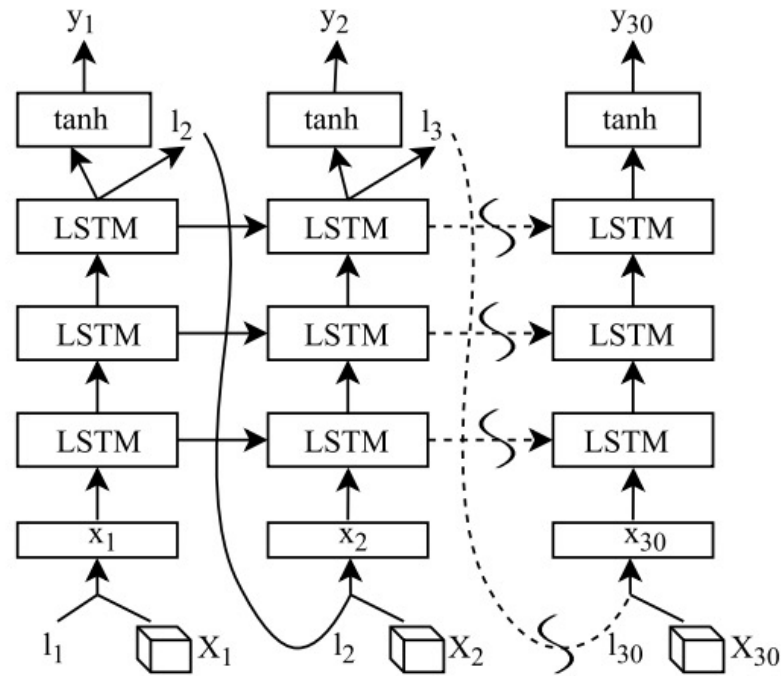 y1 y2 y30
tanh l2 tanh l3 tanh
LSTM LSTM LSTM
LSTM LSTM LSTM
LSTM LSTM LSTM
x1 x2 x30
l1 X1 l2 X2 l30 X30